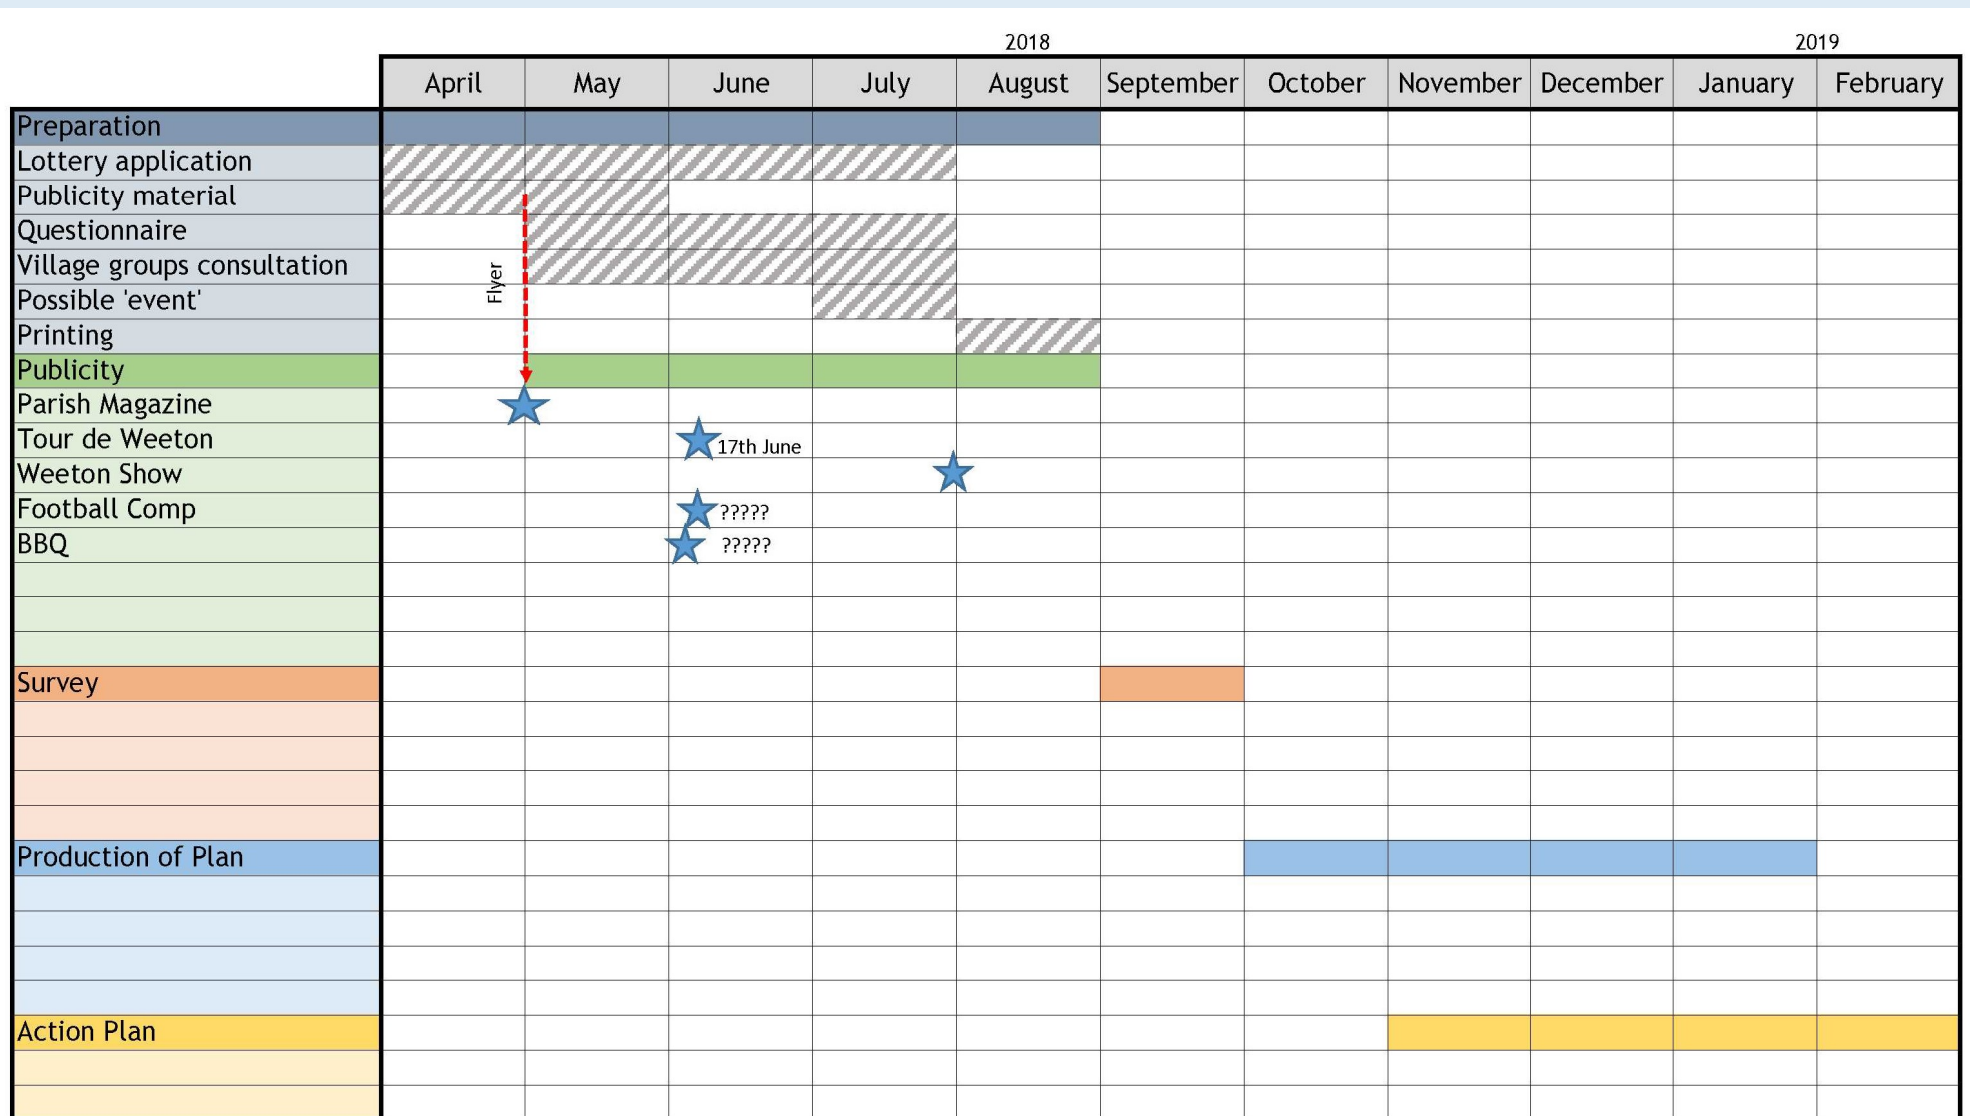 2018 2019
April May June July August September October November December January February
Preparation
Lottery application
Publicity material
Questionnaire
Village groups consultation
Flyer
Possible 'event'
Printing
Publicity
Parish Magazine
Tour de Weeton 17th June
Weeton Show
Football Comp ?????
BBQ ?????
Survey
Production of Plan
Action Plan